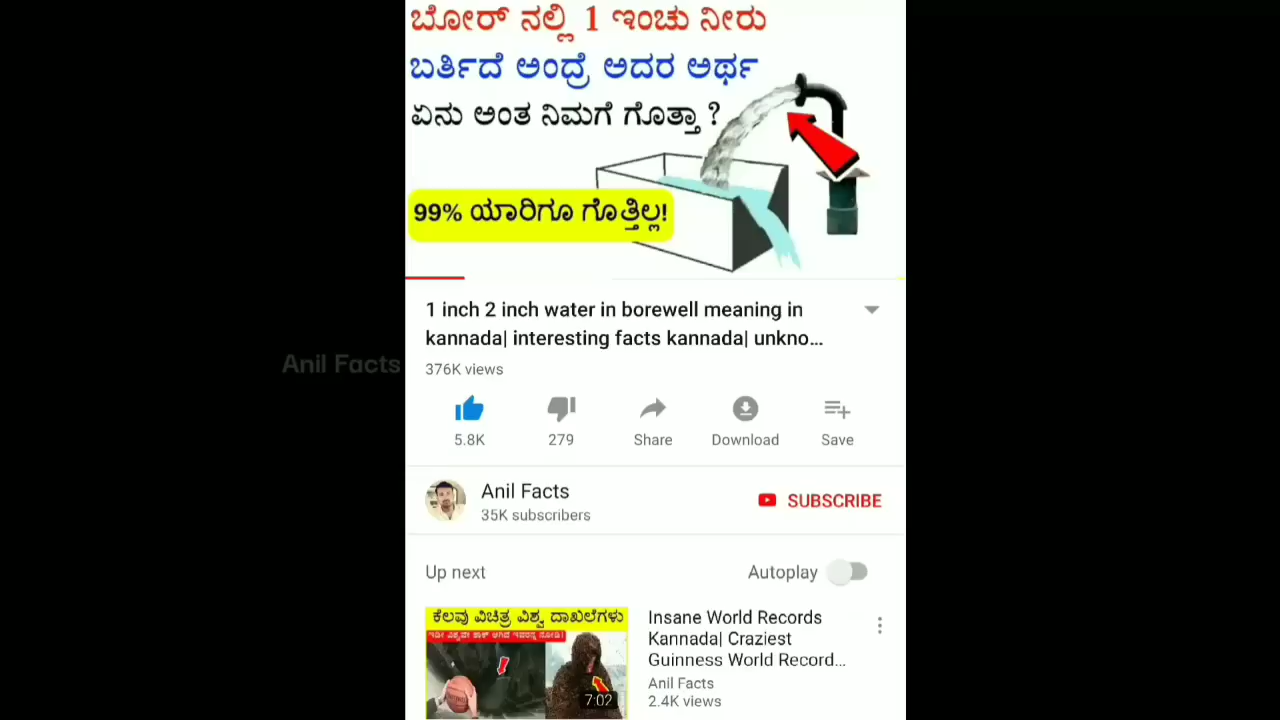 ಬೋರ್ ನಲ್ಲಿ 1 ಇಂಚು ನೀರು
ಬರ್ತಿದೆ ಅಂದ್ರೆ ಅದರ ಅರ್ಥ
ಏನು ಅಂತ ನಿಮಗೆ ಗೊತ್ತಾ ?
99% ಯಾರಿಗೂ ಗೊತ್ತಿಲ್ಲ!
1 inch 2 inch water in borewell meaning in
kannada| interesting facts kannada| unkno...
376K views
Anil Facts
5.8K 279 Share Download Save
Anil Facts
35K subscribers
SUBSCRIBE
Up next Autoplay
ಕೆಲವು ವಿಚಿತ್ರ ವಿಶ್ವ ದಾಖಲೆಗಳು
7:02
Insane World Records
Kannada| Craziest
Guinness World Record...
Anil Facts
2.4K views